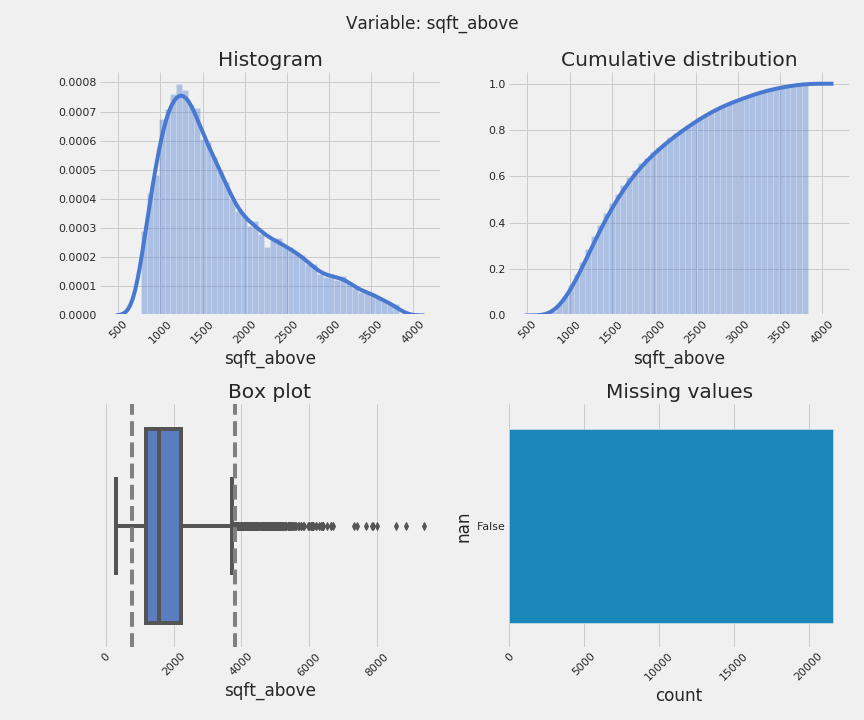 Variable: sqft_above
Histogram
0.0008
0.0007
0.0006
0.0005
0.0004
0.0003
0.0002
0.0001
0.0000
500 1000 1500 2000 2500 3000 3500 4000
sqft_above
Cumulative distribution
1.0
0.8
0.6
0.4
0.2
0.0
500 1000 1500 2000 2500 3000 3500 4000
sqft_above
Box plot
0 2000 4000 6000 8000
sqft_above
Missing values
nan
False
0 5000 10000 15000 20000
count